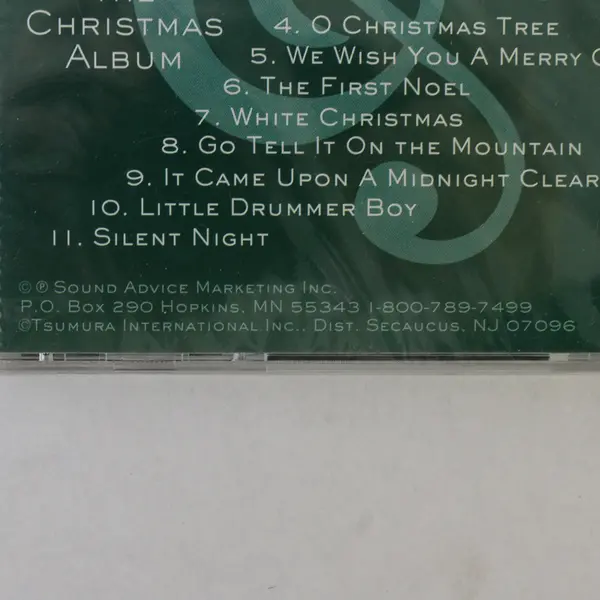 THE
CHRISTMAS
ALBUM
4. O CHRISTMAS TREE
5. WE WISH YOU A MERRY
6. THE FIRST NOEL
7. WHITE CHRISTMAS
8. GO TELL IT ON THE MOUNTAIN
9. IT CAME UPON A MIDNIGHT CLEAR
10. LITTLE DRUMMER BOY
11. SILENT NIGHT
©℗ SOUND ADVICE MARKETING INC.
P.O. BOX 290 HOPKINS, MN 55343 1-800-789-7499
©TSUMURA INTERNATIONAL INC., DIST. SECAUCUS, NJ 07096